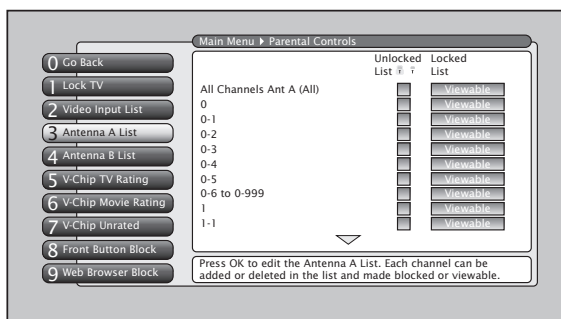 Main Menu ▶ Parental Controls
0 Go Back
1 Lock TV
2 Video Input List
3 Antenna A List
4 Antenna B List
5 V-Chip TV Rating
6 V-Chip Movie Rating
7 V-Chip Unrated
8 Front Button Block
9 Web Browser Block
Unlocked Locked
List List
All Channels Ant A (All) Viewable
0 Viewable
0-1 Viewable
0-2 Viewable
0-3 Viewable
0-4 Viewable
0-5 Viewable
0-6 to 0-999 Viewable
1 Viewable
1-1 Viewable
Press OK to edit the Antenna A List. Each channel can be
added or deleted in the list and made blocked or viewable.